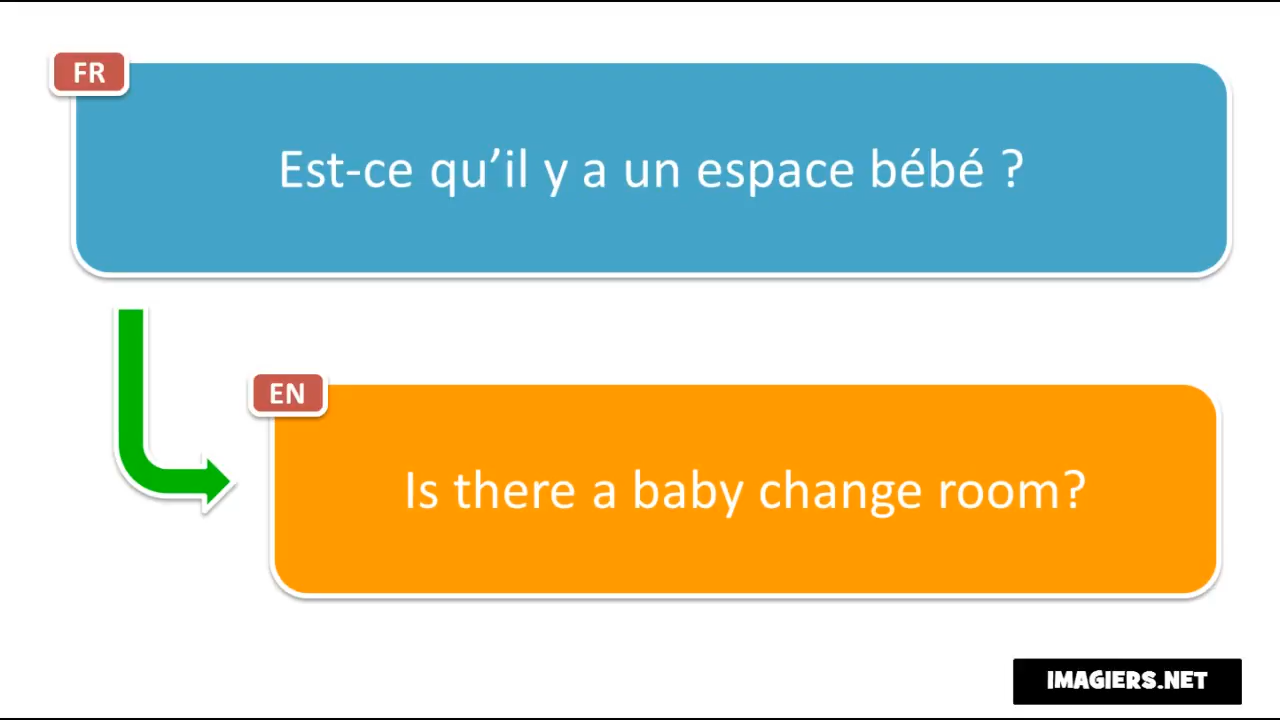 FR
Est-ce qu’il y a un espace bébé ?
EN
Is there a baby change room?
IMAGIERS.NET